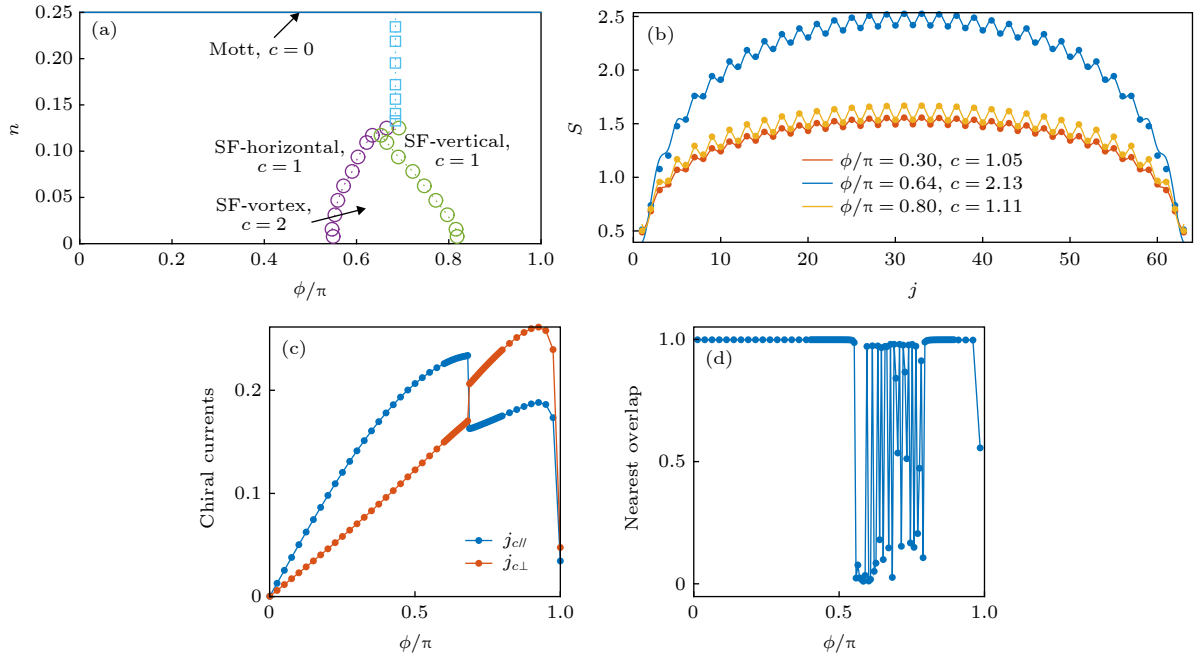 (a)
Mott, c = 0
SF-horizontal,
c = 1
SF-vertical,
c = 1
SF-vortex,
c = 2
n
0.25
0.20
0.15
0.10
0.05
0
0 0.2 0.4 0.6 0.8 1.0
ϕ/π
(b)
S
2.5
2.0
1.5
1.0
0.5
ϕ/π = 0.30, c = 1.05
ϕ/π = 0.64, c = 2.13
ϕ/π = 0.80, c = 1.11
0 10 20 30 40 50 60
j
(c)
Chiral currents
0.2
0.1
0
j_{c//}
j_{c⊥}
0 0.5 1.0
ϕ/π
(d)
Nearest overlap
1.0
0.5
0
0 0.5 1.0
ϕ/π